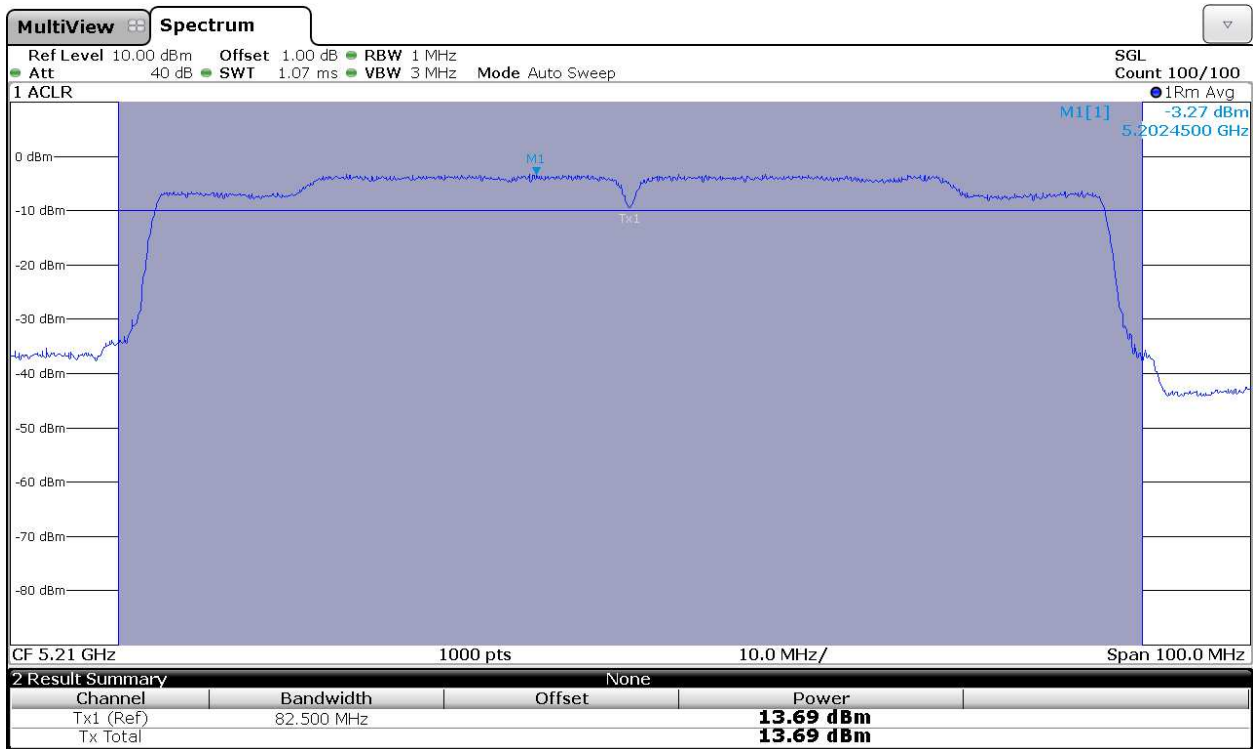 MultiView Spectrum
Ref Level 10.00 dBm Offset 1.00 dB RBW 1 MHz SGL
Att 40 dB SWT 1.07 ms VBW 3 MHz Mode Auto Sweep Count 100/100
1 ACLR 1Rm Avg
M1[1] -3.27 dBm
5.2024500 GHz
0 dBm
M1
-10 dBm
Tx1
-20 dBm
-30 dBm
-40 dBm
-50 dBm
-60 dBm
-70 dBm
-80 dBm
CF 5.21 GHz 1000 pts 10.0 MHz/ Span 100.0 MHz
2 Result Summary None
Channel Bandwidth Offset Power
Tx1 (Ref) 82.500 MHz 13.69 dBm
Tx Total 13.69 dBm